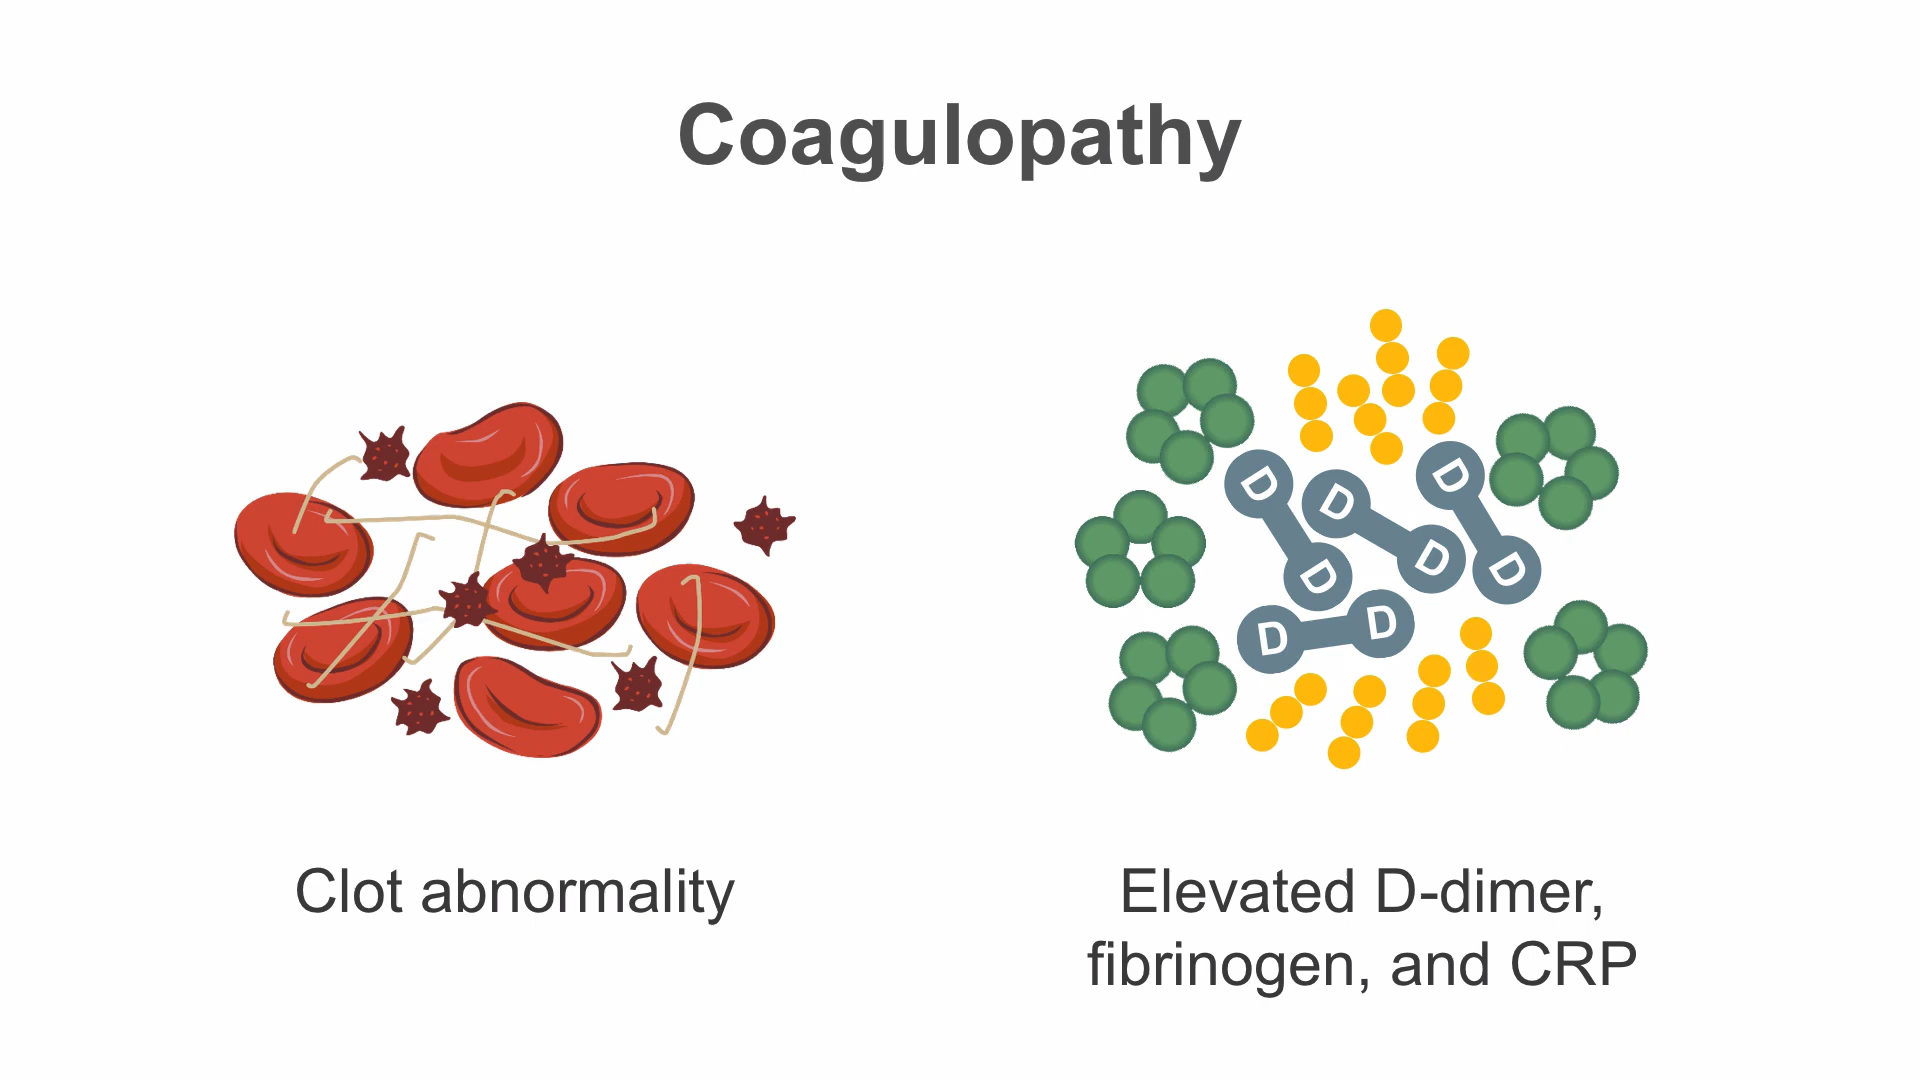 Coagulopathy
D
D
D
D
D
D
D
D
Clot abnormality
Elevated D-dimer,
fibrinogen, and CRP